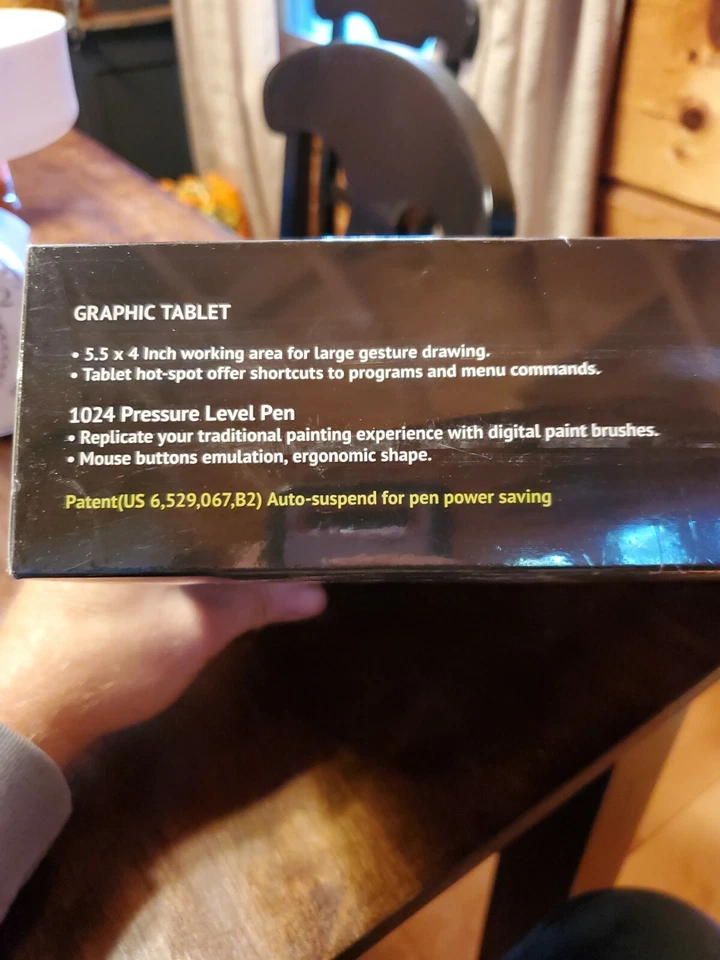 GRAPHIC TABLET
• 5.5 x 4 Inch working area for large gesture drawing.
• Tablet hot-spot offer shortcuts to programs and menu commands.
1024 Pressure Level Pen
• Replicate your traditional painting experience with digital paint brushes.
• Mouse buttons emulation, ergonomic shape.
Patent(US 6,529,067,B2) Auto-suspend for pen power saving